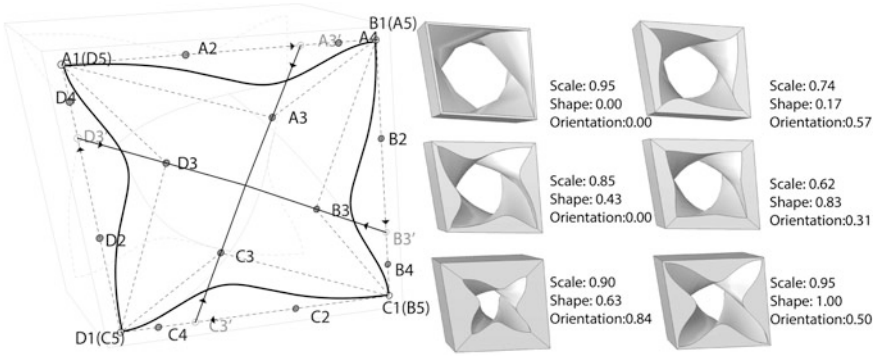 B1(A5)
A2
A3'
A4
A1(D5)
D4
A3
B2
D3'
D3
B3
D2
B3'
C3
B4
C1(B5)
C2
C3'
C4
D1(C5)
Scale: 0.95
Shape: 0.00
Orientation:0.00
Scale: 0.74
Shape: 0.17
Orientation:0.57
Scale: 0.85
Shape: 0.43
Orientation:0.00
Scale: 0.62
Shape: 0.83
Orientation:0.31
Scale: 0.90
Shape: 0.63
Orientation:0.84
Scale: 0.95
Shape: 1.00
Orientation:0.50